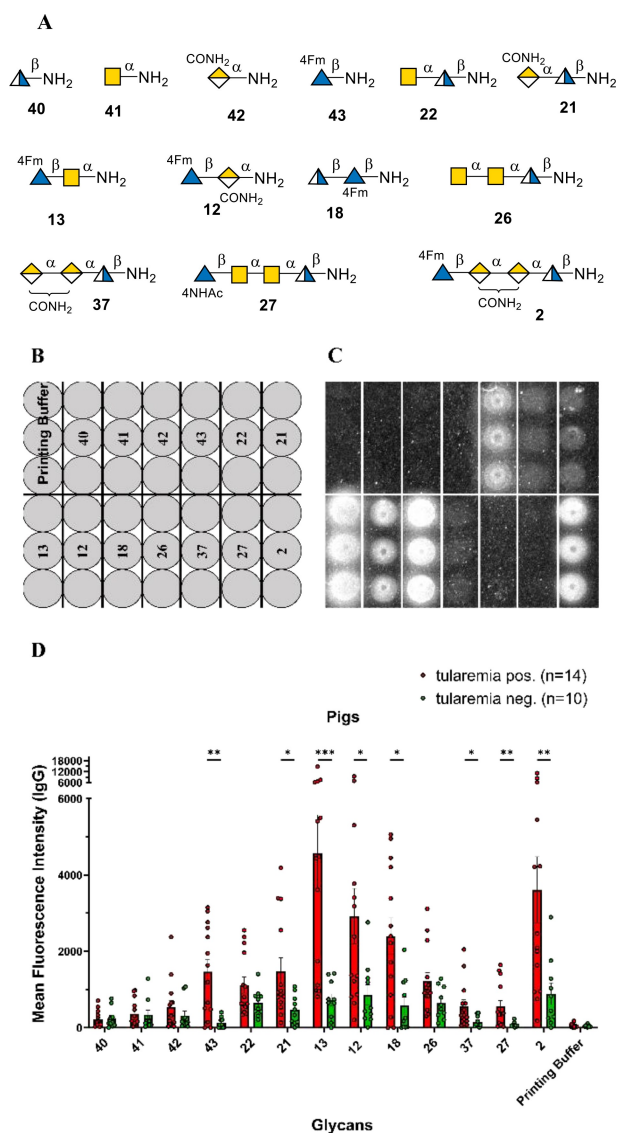 A
β NH₂
40
α NH₂
41
CONH₂ α NH₂
42
4Fm β NH₂
43
α β NH₂
22
CONH₂ α β NH₂
21
4Fm β α NH₂
13
4Fm β α NH₂
CONH₂
12
β β NH₂
4Fm
18
α α β NH₂
26
α α β NH₂
CONH₂ 37
β α α β NH₂
4NHAc 27
4Fm β α α β NH₂
CONH₂ 2
B
C
Printing Buffer 40 41 42 43 22 21
13 12 18 26 37 27 2
D
tularemia pos. (n=14)
tularemia neg. (n=10)
Pigs
** * *** * * * ** **
Mean Fluorescence Intensity (IgG)
18000
12000
6000
6000
4000
2000
0
40 41 42 43 22 21 13 12 18 26 37 27 2 Printing Buffer
Glycans